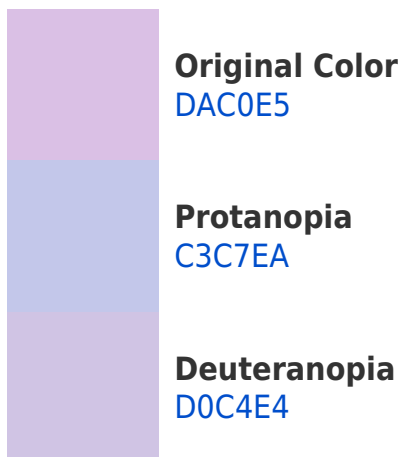 Original Color
DAC0E5
Protanopia
C3C7EA
Deuteranopia
D0C4E4